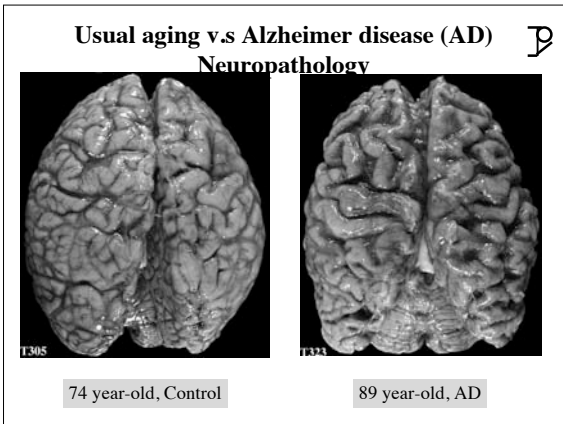 Usual aging v.s Alzheimer disease (AD)
Neuropathology
T305
T323
74 year-old, Control
89 year-old, AD